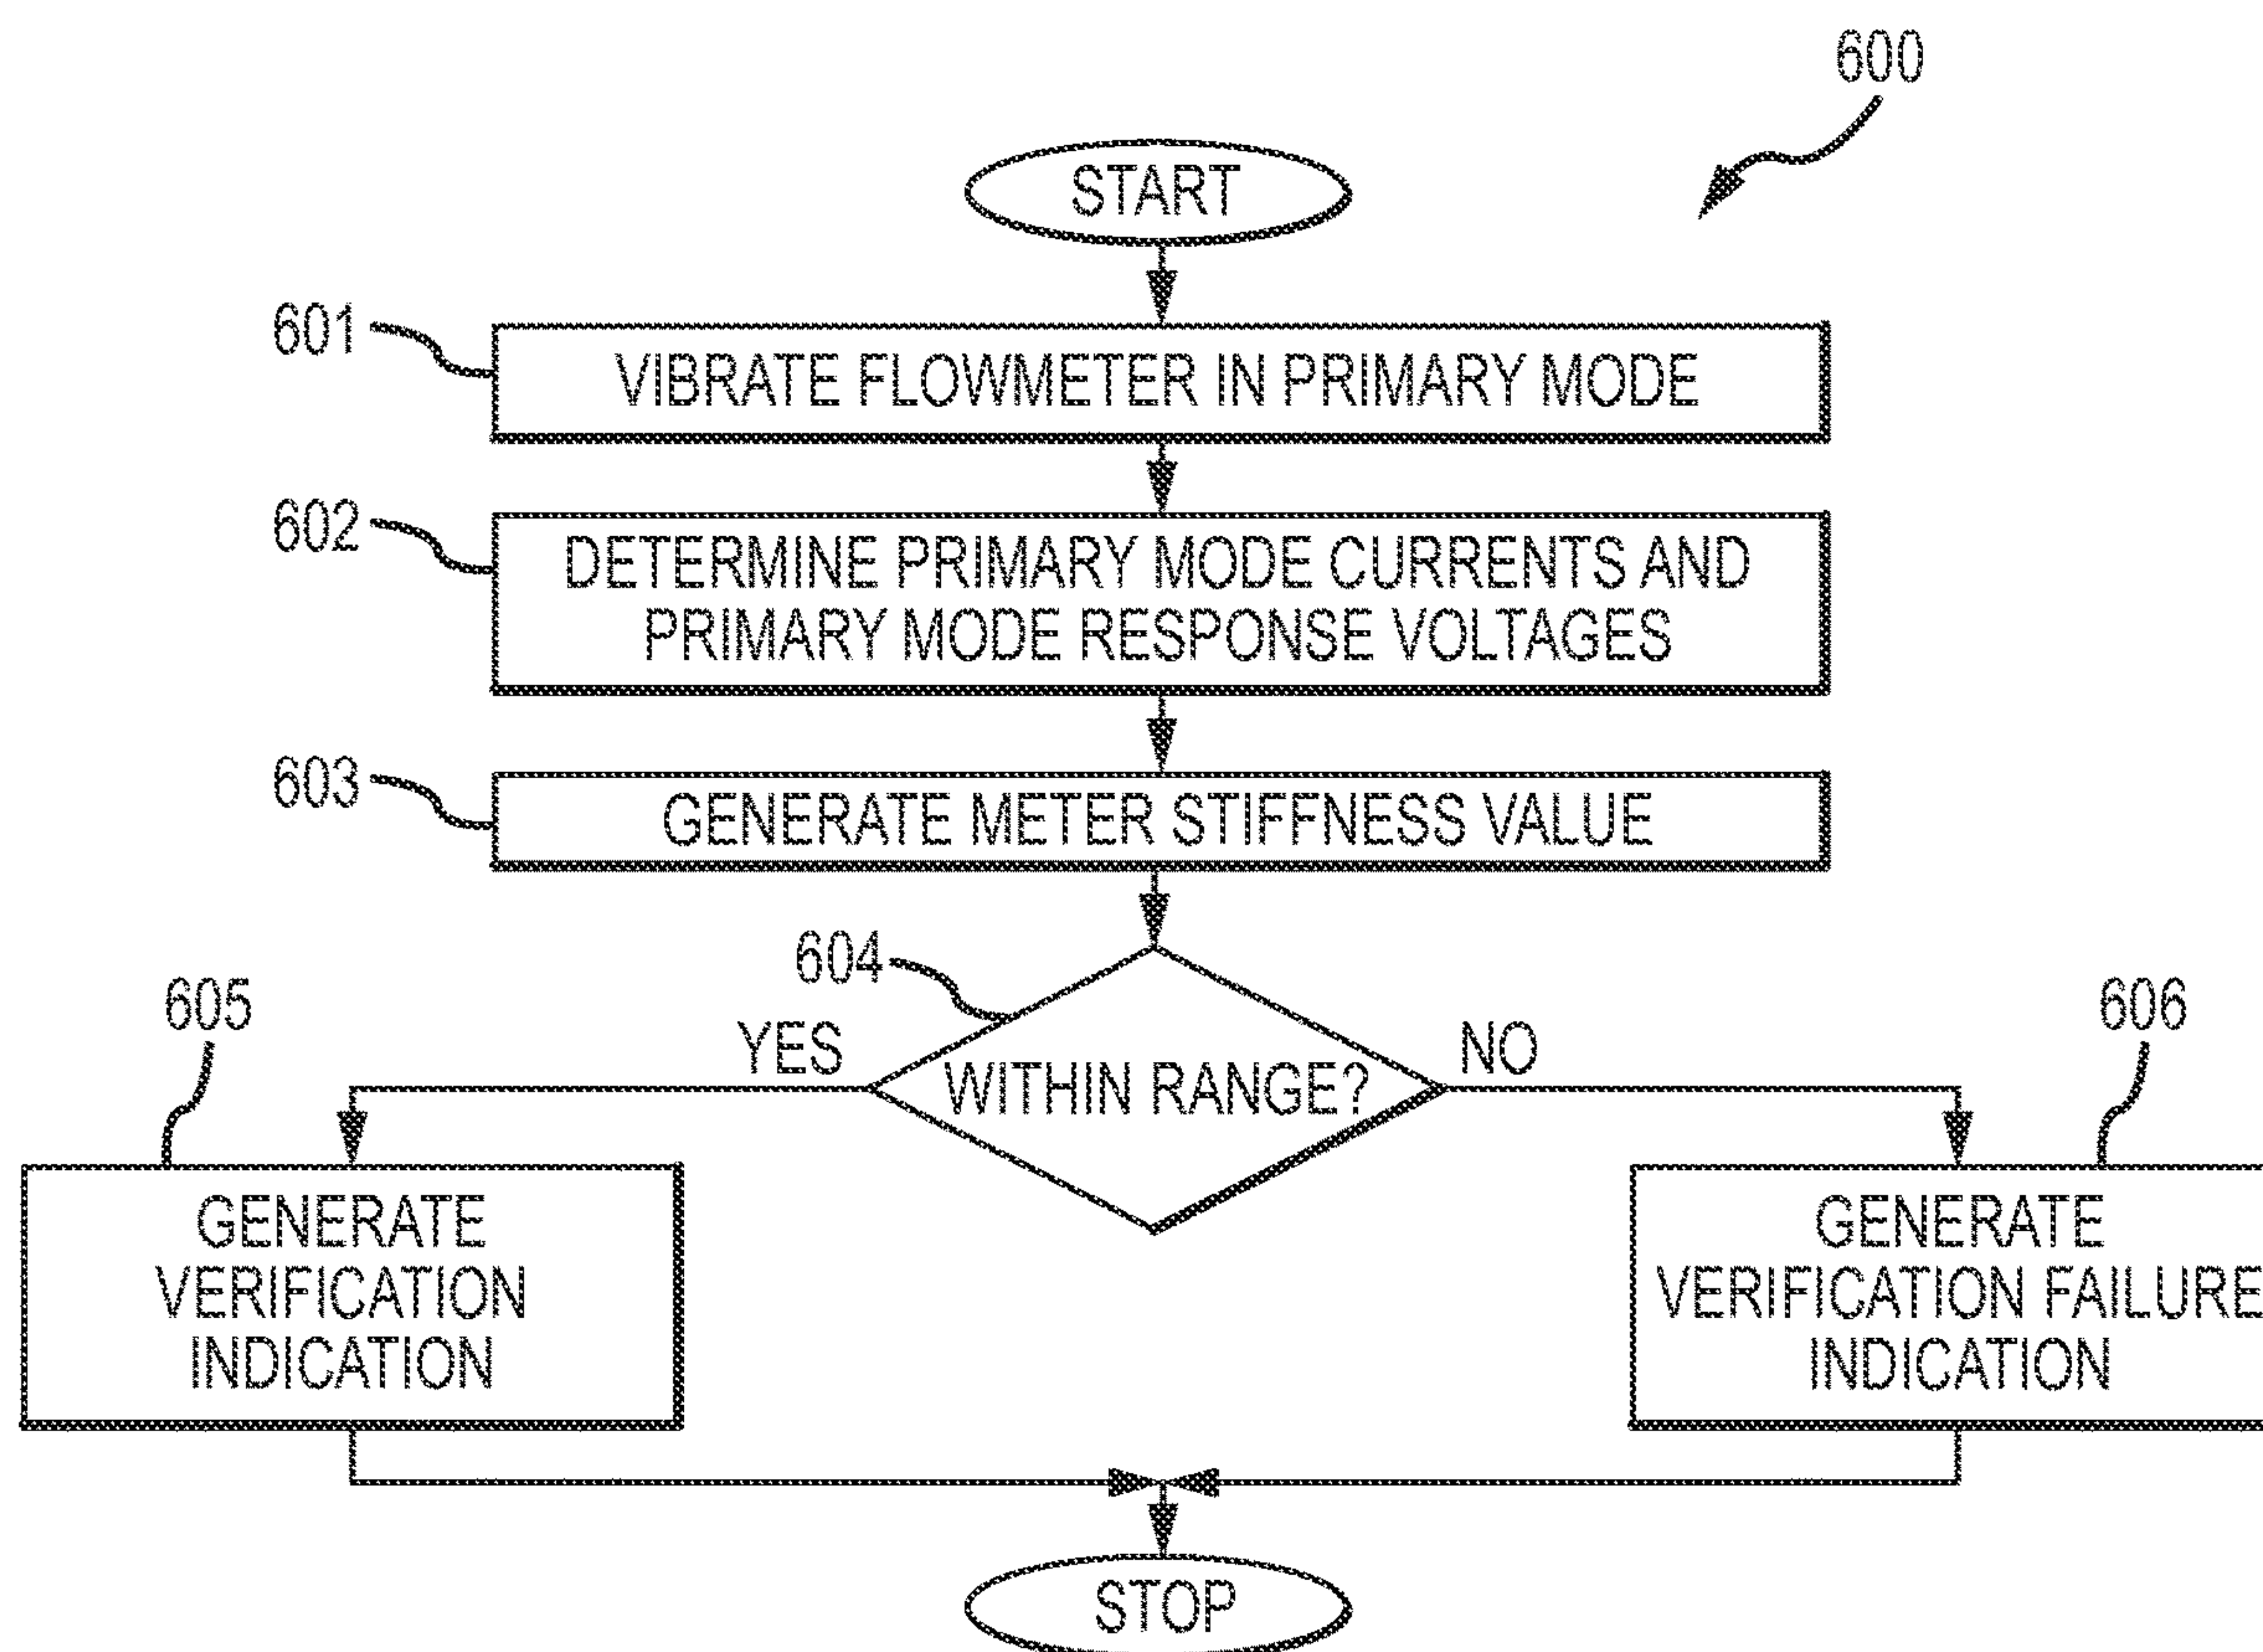 600
START
601
VIBRATE FLOWMETER IN PRIMARY MODE
602
DETERMINE PRIMARY MODE CURRENTS AND
PRIMARY MODE RESPONSE VOLTAGES
603
GENERATE METER STIFFNESS VALUE
604
WITHIN RANGE?
YES
NO
605
GENERATE
VERIFICATION
INDICATION
606
GENERATE
VERIFICATION FAILURE
INDICATION
STOP